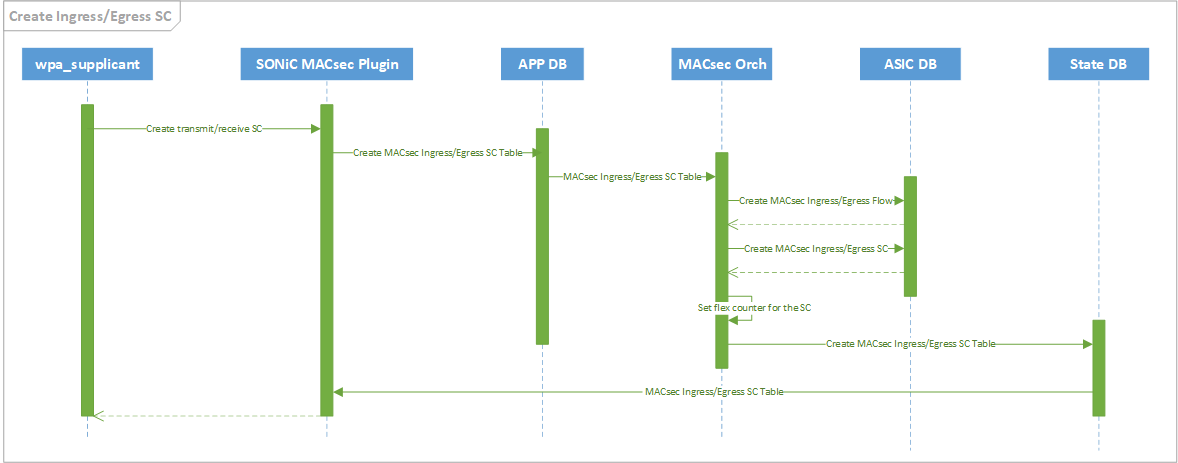 Create Ingress/Egress SC
wpa_supplicant
SONiC MACsec Plugin
APP DB
MACsec Orch
ASIC DB
State DB
Create transmit/receive SC
Create MACsec Ingress/Egress SC Table
MACsec Ingress/Egress SC Table
Create MACsec Ingress/Egress Flow
Create MACsec Ingress/Egress SC
Set flex counter for the SC
Create MACsec Ingress/Egress SC Table
MACsec Ingress/Egress SC Table